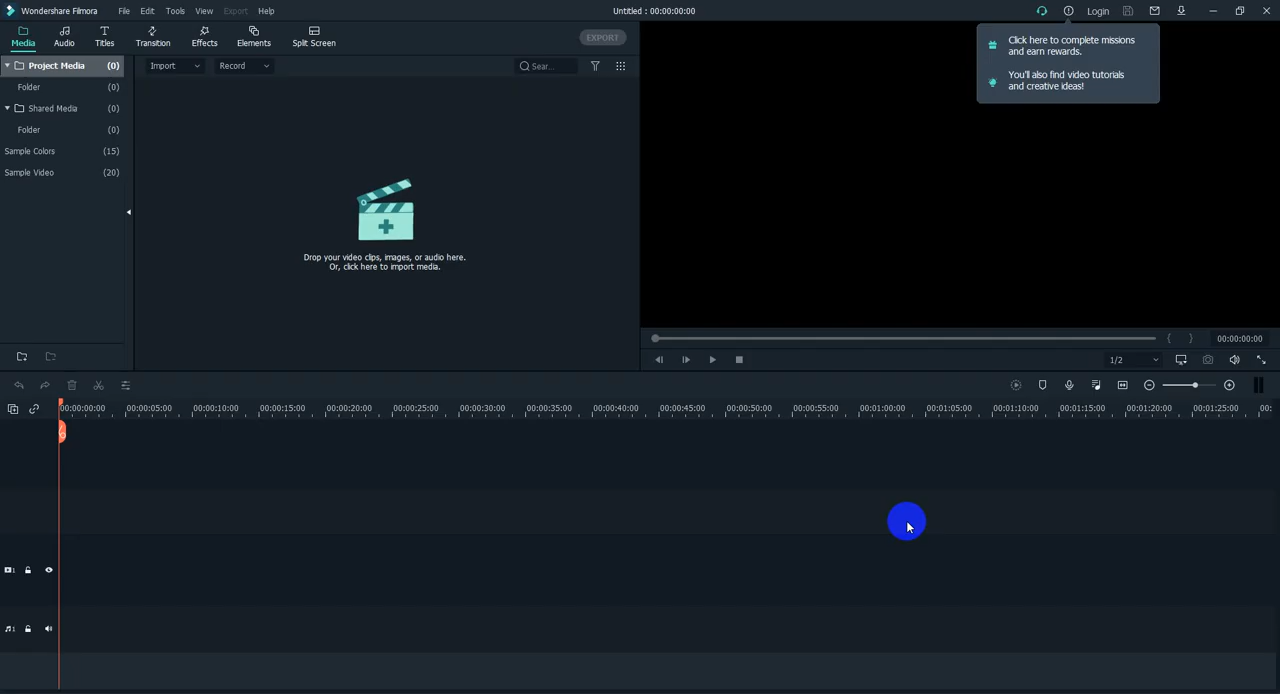 Wondershare Filmora File Edit Tools View Export Help Untitled : 00:00:00:00 Login
Media Audio Titles Transition Effects Elements Split Screen EXPORT
Click here to complete missions
and earn rewards.
You'll also find video tutorials
and creative ideas!
Project Media (0) Import Record Sear...
Folder (0)
Shared Media (0)
Folder (0)
Sample Colors (15)
Sample Video (20)
Drop your video clips, images, or audio here.
Or, click here to import media.
{ } 00:00:00:00
1/2
00:00:00:00 00:00:05:00 00:00:10:00 00:00:15:00 00:00:20:00 00:00:25:00 00:00:30:00 00:00:35:00 00:00:40:00 00:00:45:00 00:00:50:00 00:00:55:00 00:01:00:00 00:01:05:00 00:01:10:00 00:01:15:00 00:01:20:00 00:01:25:00 00:
1
1